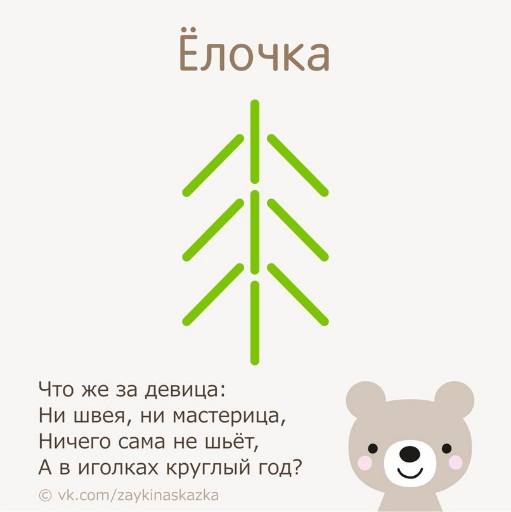 Ёлочка
Что же за девица:
Ни швея, ни мастерица,
Ничего сама не шьёт,
А в иголках круглый год?
© vk.com/zaykinaskazka